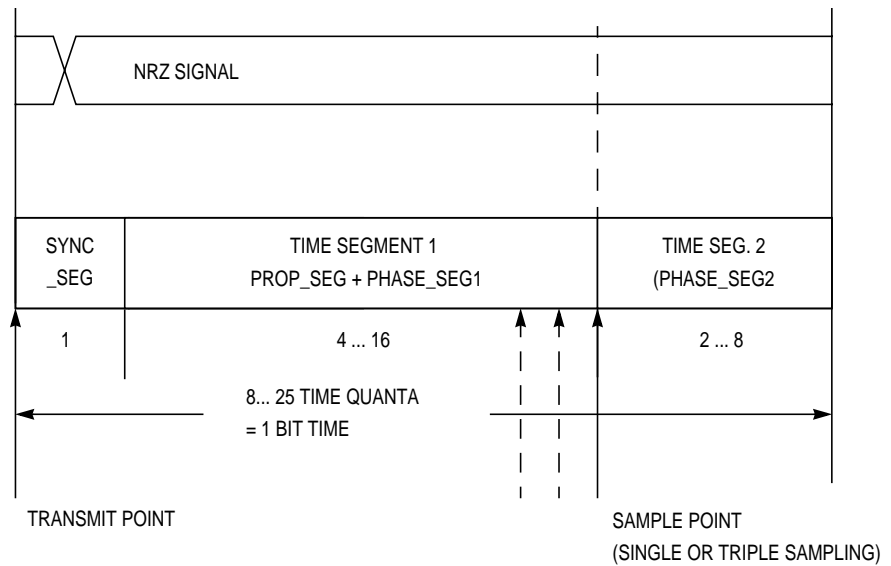 NRZ SIGNAL
SYNC
_SEG
TIME SEGMENT 1
PROP_SEG + PHASE_SEG1
TIME SEG. 2
(PHASE_SEG2
1
4 ... 16
2 ... 8
8... 25 TIME QUANTA
= 1 BIT TIME
TRANSMIT POINT
SAMPLE POINT
(SINGLE OR TRIPLE SAMPLING)